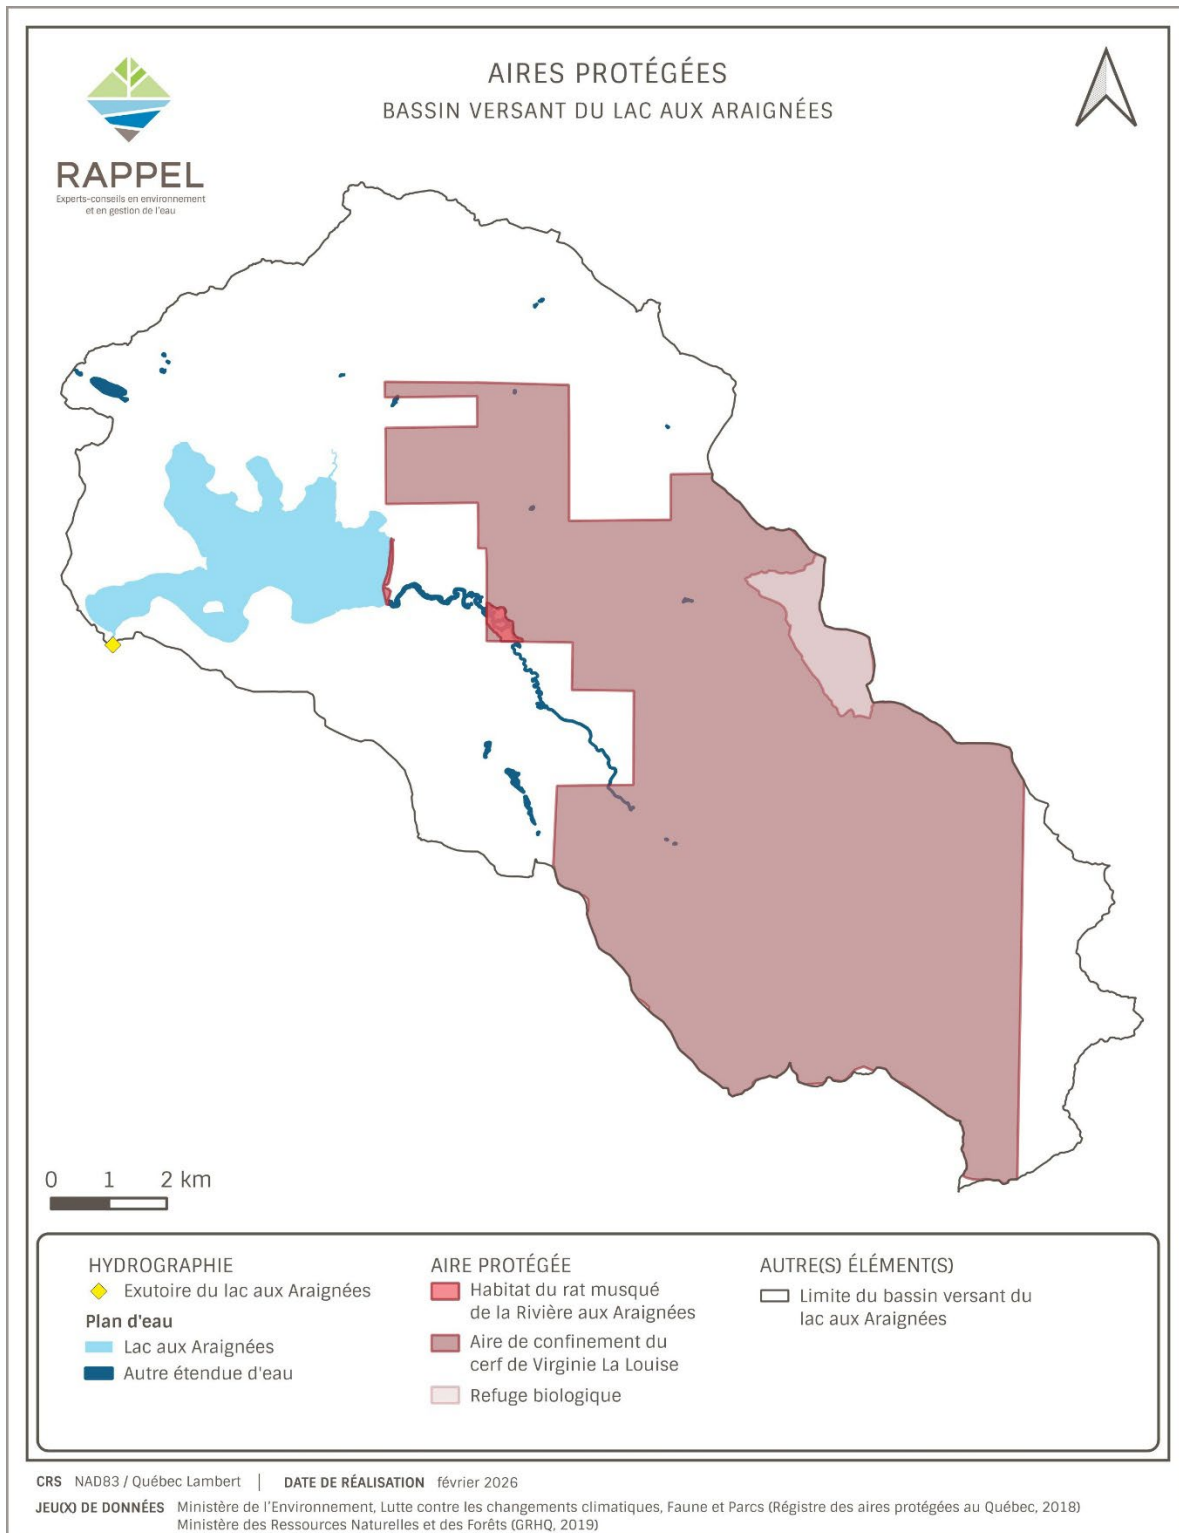 AIRES PROTÉGÉES
BASSIN VERSANT DU LAC AUX ARAIGNÉES
RAPPEL
Experts-conseils en environnement
et en gestion de l'eau
0 1 2 km
HYDROGRAPHIE
Exutoire du lac aux Araignées
Plan d'eau
Lac aux Araignées
Autre étendue d'eau
AIRE PROTÉGÉE
Habitat du rat musqué
de la Rivière aux Araignées
Aire de confinement du
cerf de Virginie La Louise
Refuge biologique
AUTRE(S) ÉLÉMENT(S)
Limite du bassin versant du
lac aux Araignées
CRS NAD83 / Québec Lambert | DATE DE RÉALISATION février 2026
JEU(X) DE DONNÉES Ministère de l'Environnement, Lutte contre les changements climatiques, Faune et Parcs (Régistre des aires protégées au Québec, 2018)
Ministère des Ressources Naturelles et des Forêts (GRHQ, 2019)